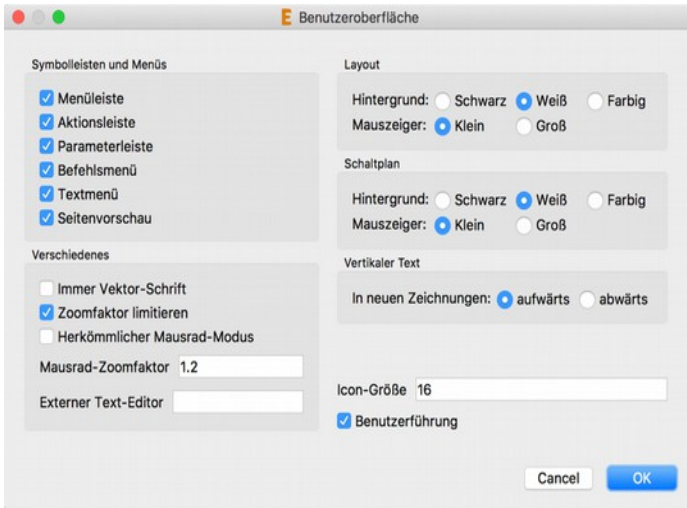 E Benutzeroberfläche
Symbolleisten und Menüs
Menüleiste
Aktionsleiste
Parameterleiste
Befehlsmenü
Textmenü
Seitenvorschau
Verschiedenes
Immer Vektor-Schrift
Zoomfaktor limitieren
Herkömmlicher Mausrad-Modus
Mausrad-Zoomfaktor 1.2
Externer Text-Editor
Layout
Hintergrund: Schwarz Weiß Farbig
Mauszeiger: Klein Groß
Schaltplan
Hintergrund: Schwarz Weiß Farbig
Mauszeiger: Klein Groß
Vertikaler Text
In neuen Zeichnungen: aufwärts abwärts
Icon-Größe 16
Benutzerführung
Cancel OK